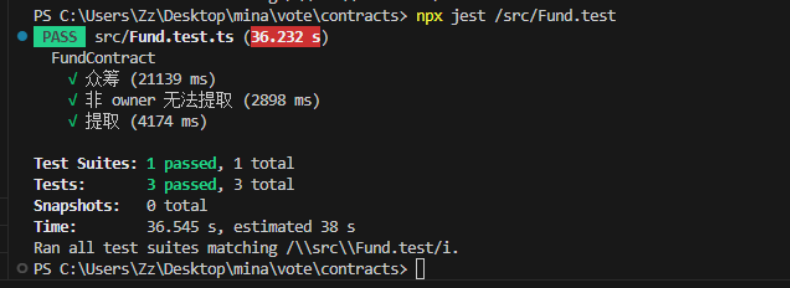 PS C:\Users\Zz\Desktop\mina\vote\contracts> npx jest /src/Fund.test
PASS src/Fund.test.ts (36.232 s)
FundContract
√ 众筹 (21139 ms)
√ 非 owner 无法提取 (2898 ms)
√ 提取 (4174 ms)
Test Suites: 1 passed, 1 total
Tests: 3 passed, 3 total
Snapshots: 0 total
Time: 36.545 s, estimated 38 s
Ran all test suites matching /\\src\\Fund.test/i.
PS C:\Users\Zz\Desktop\mina\vote\contracts>